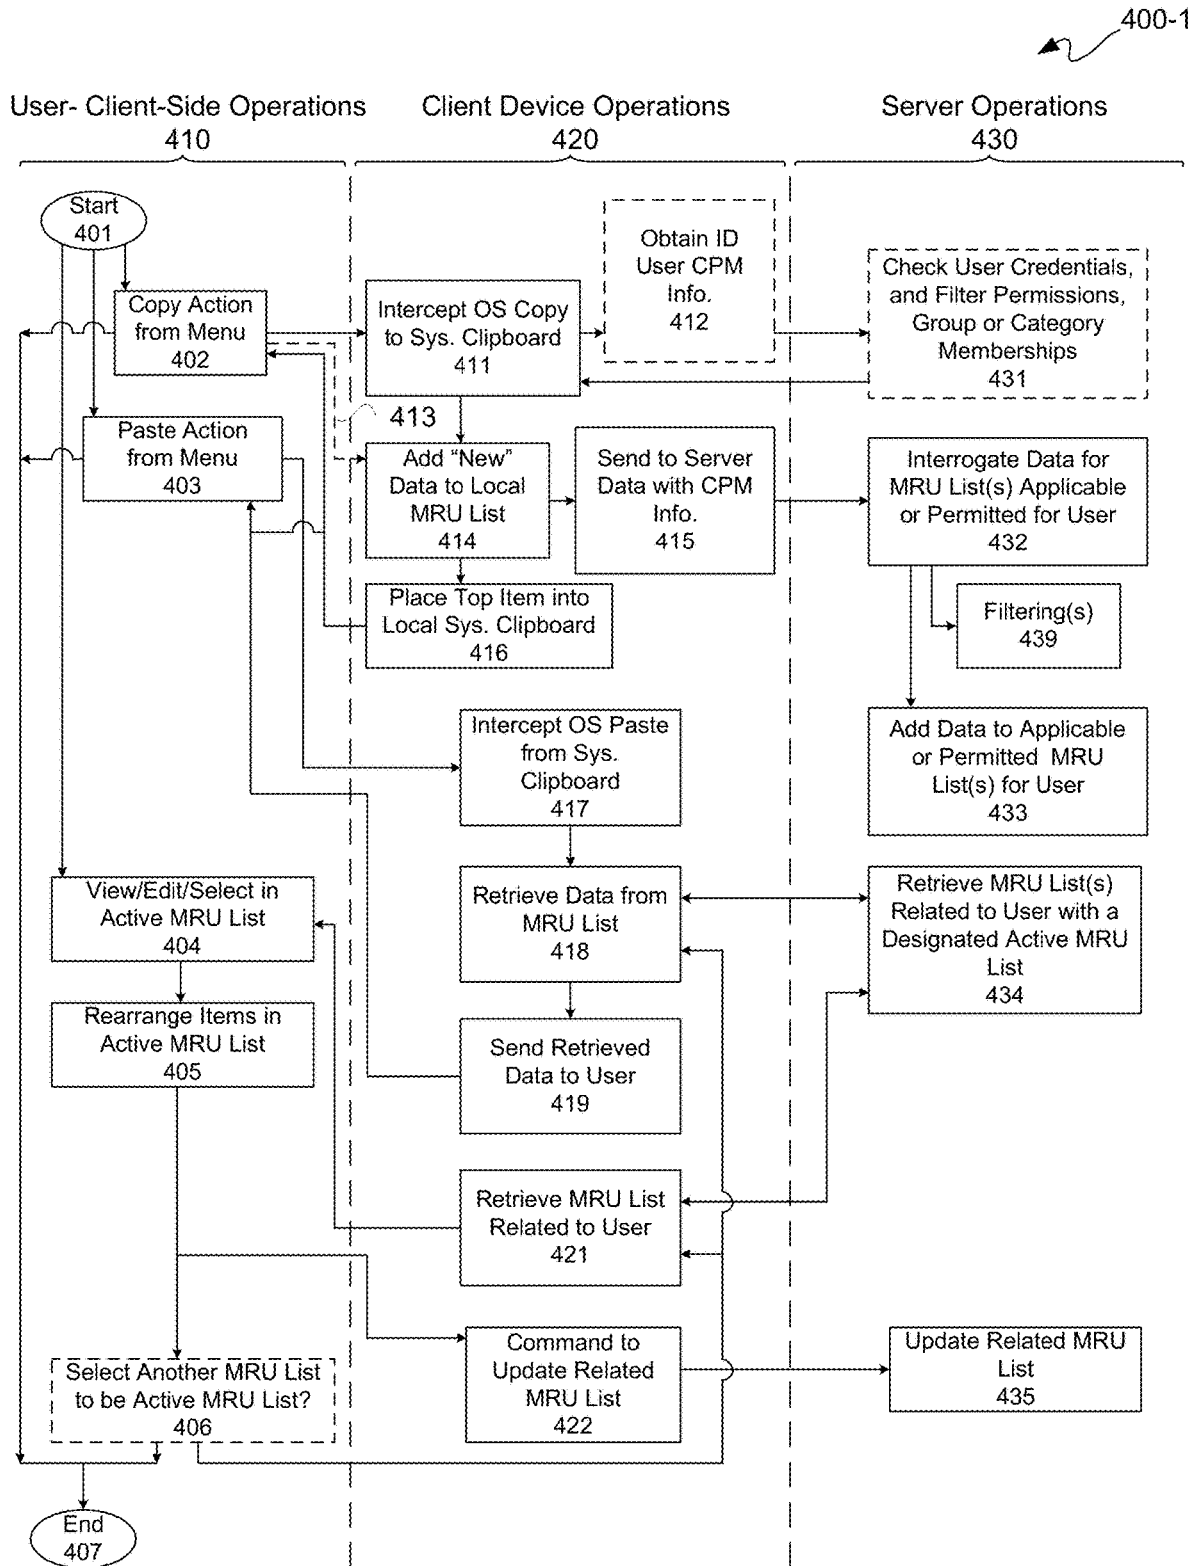 400-1
User- Client-Side Operations
410
Client Device Operations
420
Server Operations
430
Start
401
Copy Action
from Menu
402
Paste Action
from Menu
403
Intercept OS Copy
to Sys. Clipboard
411
Obtain ID
User CPM
Info.
412
Check User Credentials,
and Filter Permissions,
Group or Category
Memberships
431
413
Add “New”
Data to Local
MRU List
414
Send to Server
Data with CPM
Info.
415
Interrogate Data for
MRU List(s) Applicable
or Permitted for User
432
Place Top Item into
Local Sys. Clipboard
416
Filtering(s)
439
Intercept OS Paste
from Sys.
Clipboard
417
Add Data to Applicable
or Permitted MRU
List(s) for User
433
View/Edit/Select in
Active MRU List
404
Retrieve Data from
MRU List
418
Retrieve MRU List(s)
Related to User with a
Designated Active MRU
List
434
Rearrange Items in
Active MRU List
405
Send Retrieved
Data to User
419
Retrieve MRU List
Related to User
421
Select Another MRU List
to be Active MRU List?
406
Command to
Update Related
MRU List
422
Update Related MRU
List
435
End
407